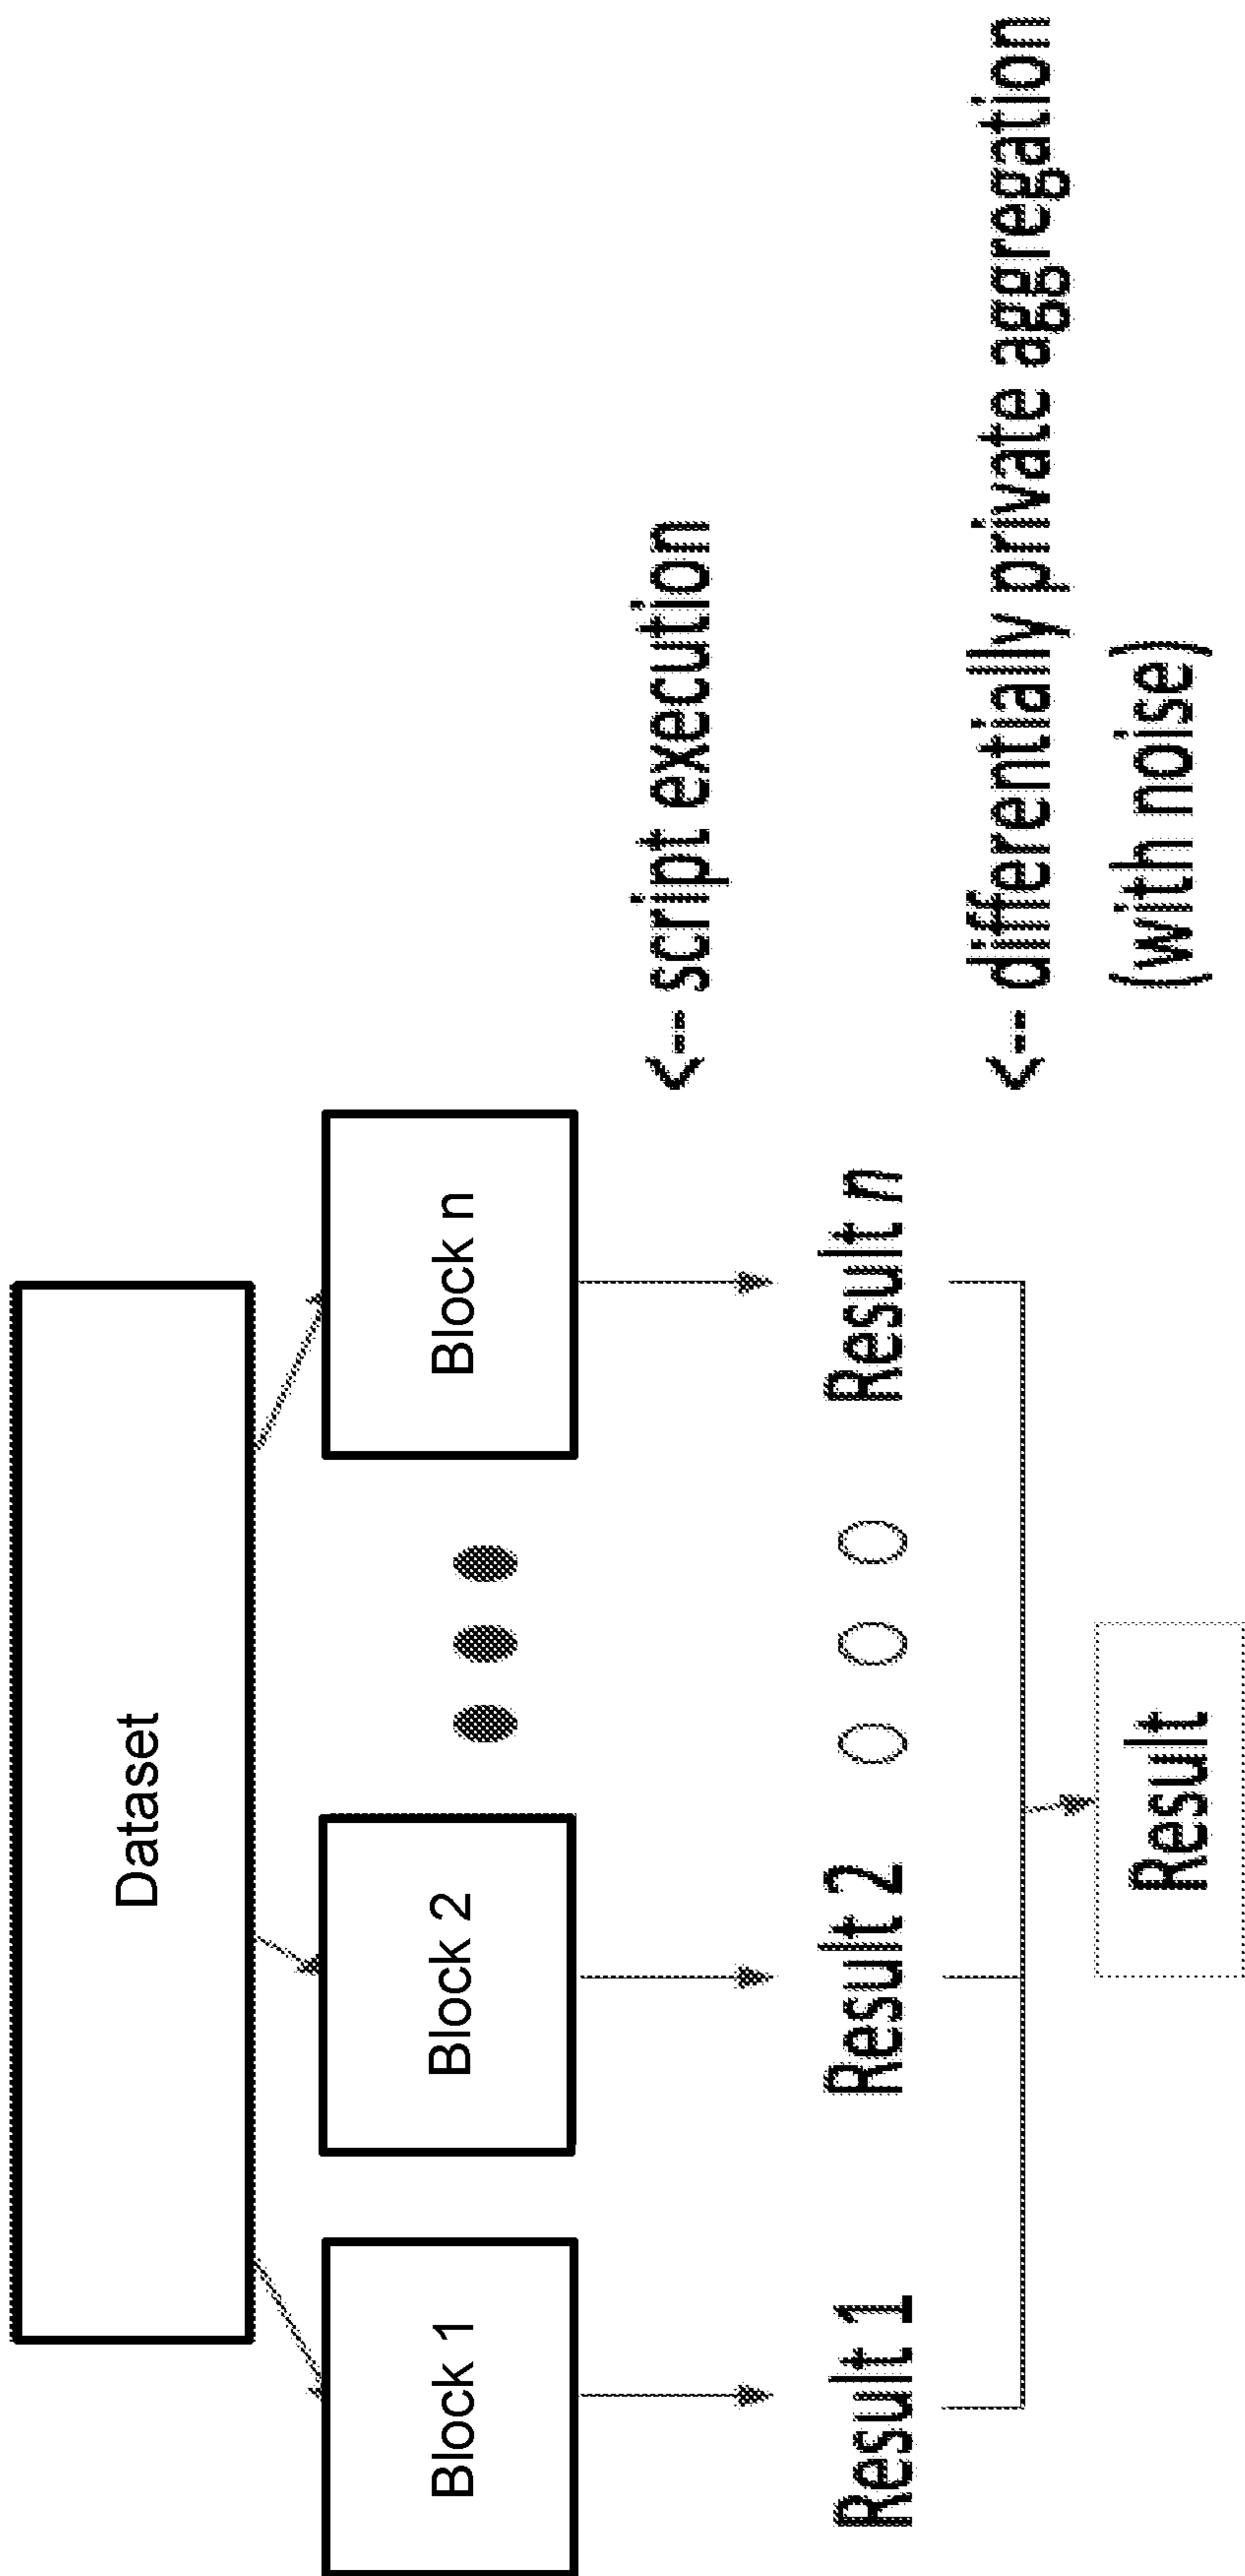 Dataset
Block 1
Block 2
Block n
<-- script execution
Result 1
Result 2
Result n
<-- differentially private aggregation
(with noise)
Result